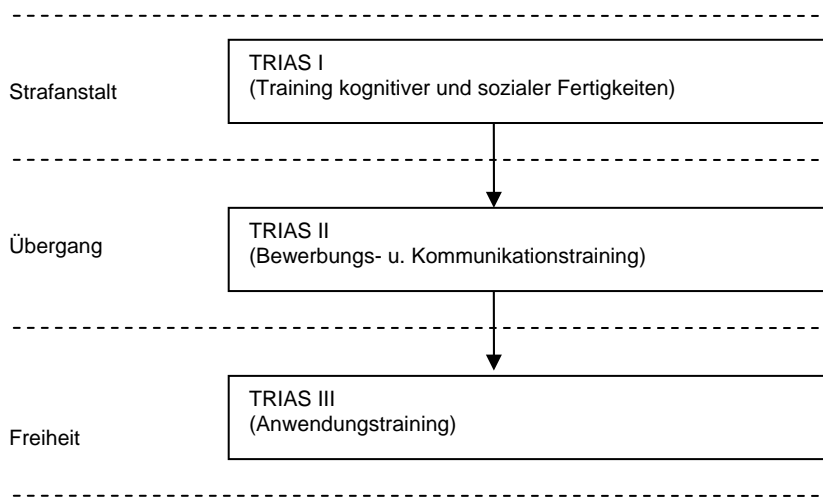 TRIAS I
(Training kognitiver und sozialer Fertigkeiten)
Strafanstalt
TRIAS II
(Bewerbungs- u. Kommunikationstraining)
Übergang
TRIAS III
(Anwendungstraining)
Freiheit